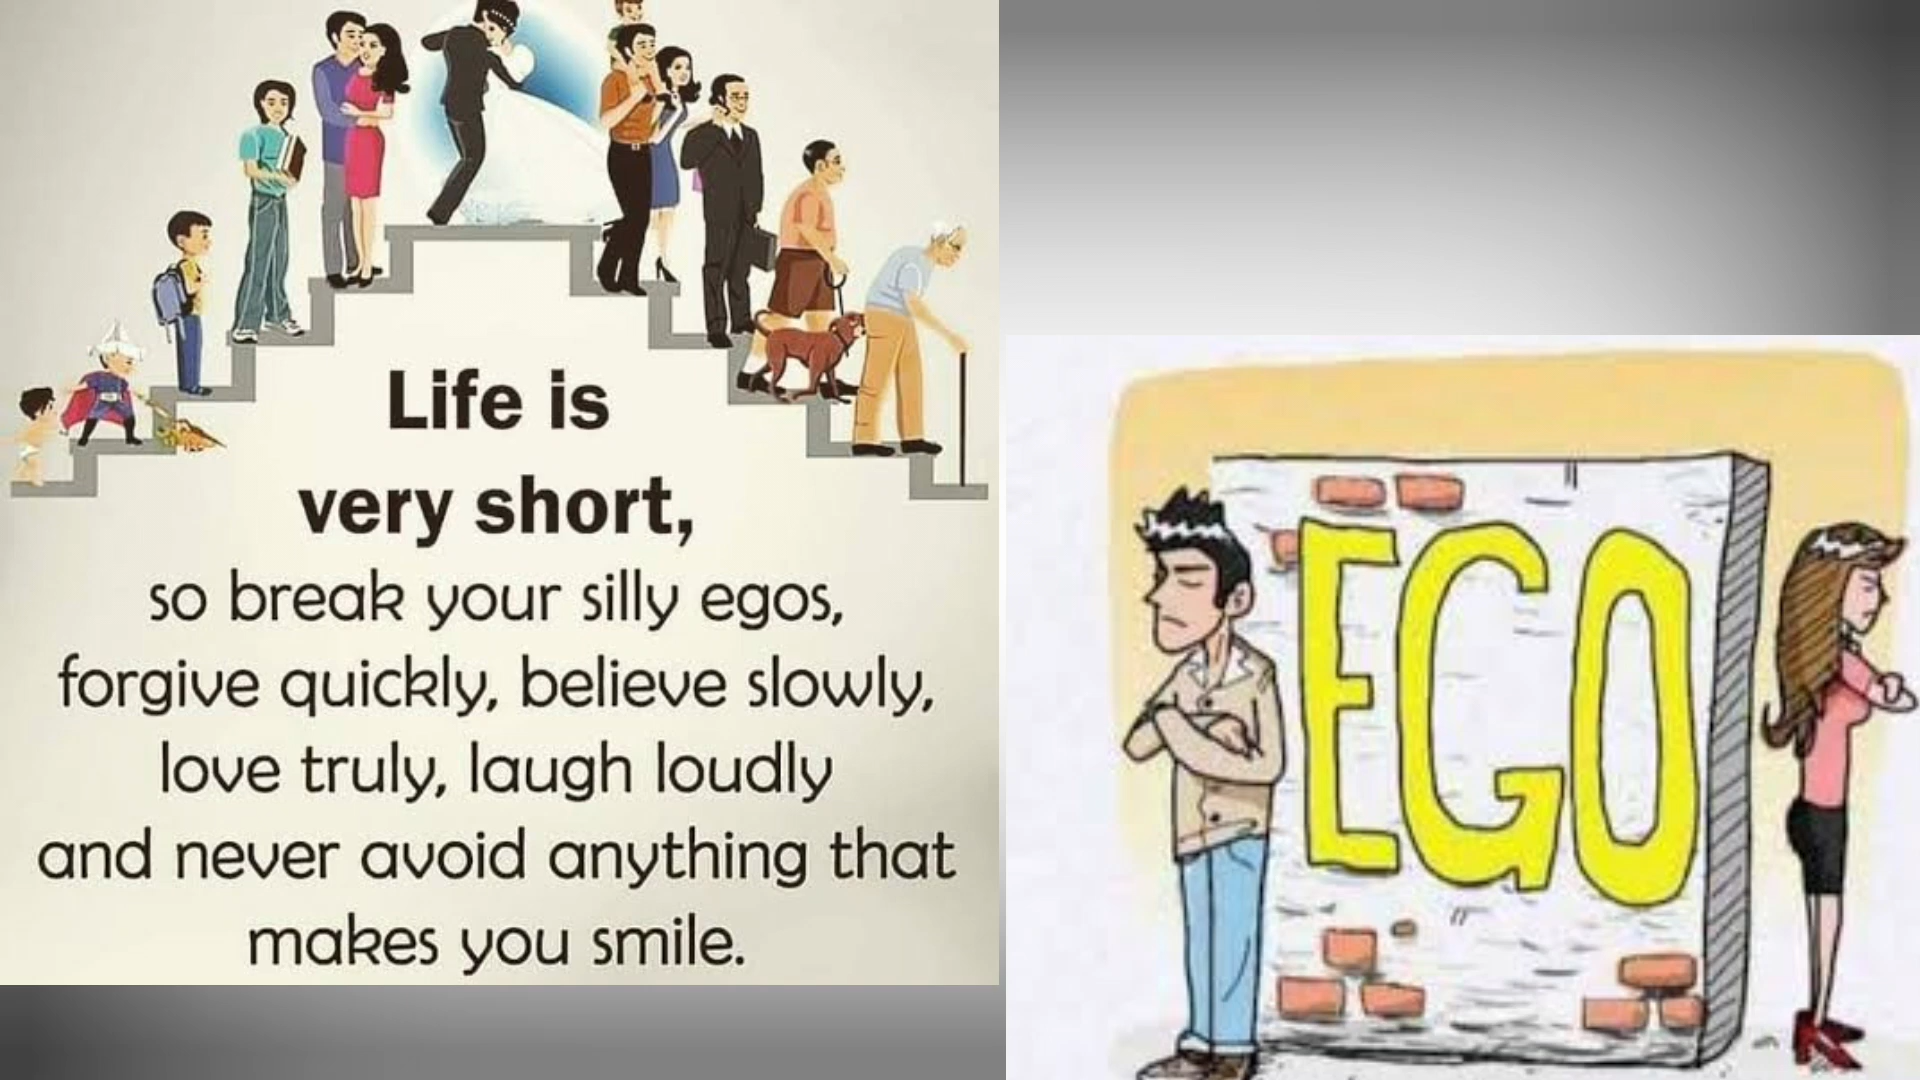 Life is
very short,
so break your silly egos,
forgive quickly, believe slowly,
love truly, laugh loudly
and never avoid anything that
makes you smile.
EGO